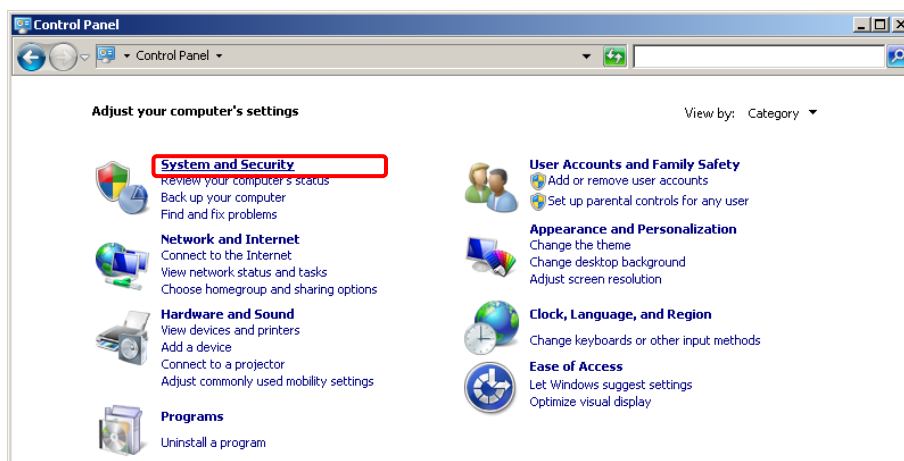 Control Panel
Control Panel
Adjust your computer's settings
View by: Category
System and Security
Review your computer's status
Back up your computer
Find and fix problems
Network and Internet
Connect to the Internet
View network status and tasks
Choose homegroup and sharing options
Hardware and Sound
View devices and printers
Add a device
Connect to a projector
Adjust commonly used mobility settings
Programs
Uninstall a program
User Accounts and Family Safety
Add or remove user accounts
Set up parental controls for any user
Appearance and Personalization
Change the theme
Change desktop background
Adjust screen resolution
Clock, Language, and Region
Change keyboards or other input methods
Ease of Access
Let Windows suggest settings
Optimize visual display